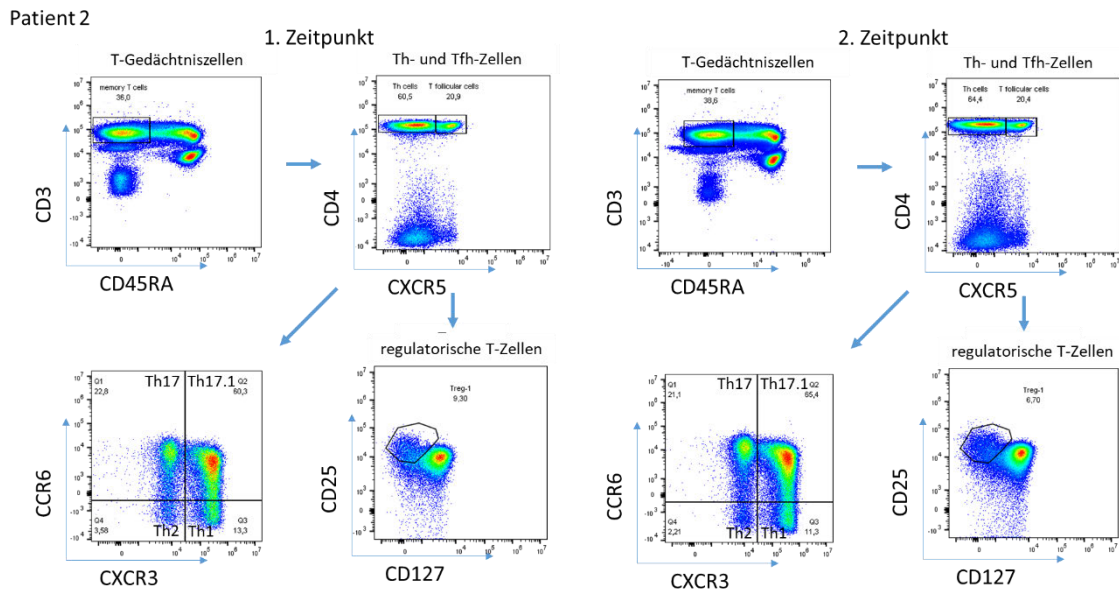 Patient 2
1. Zeitpunkt
T-Gedächtniszellen
Th- und Tfh-Zellen
memory T cells
36,0
Th cells
60,5
T follicular cells
20,9
CD3
CD45RA
CD4
CXCR5
regulatorische T-Zellen
Q1
22,8
Th17
Th17.1
Q2
60,3
Q4
3,58
Th2
Th1
Q3
13,3
CCR6
CXCR3
Treg-1
9,30
CD25
CD127
2. Zeitpunkt
T-Gedächtniszellen
Th- und Tfh-Zellen
memory T cells
38,6
Th cells
64,4
T follicular cells
20,4
CD3
CD45RA
CD4
CXCR5
regulatorische T-Zellen
Q1
21,1
Th17
Th17.1
Q2
65,4
Q4
2,21
Th2
Th1
Q3
11,3
CCR6
CXCR3
Treg-1
6,70
CD25
CD127